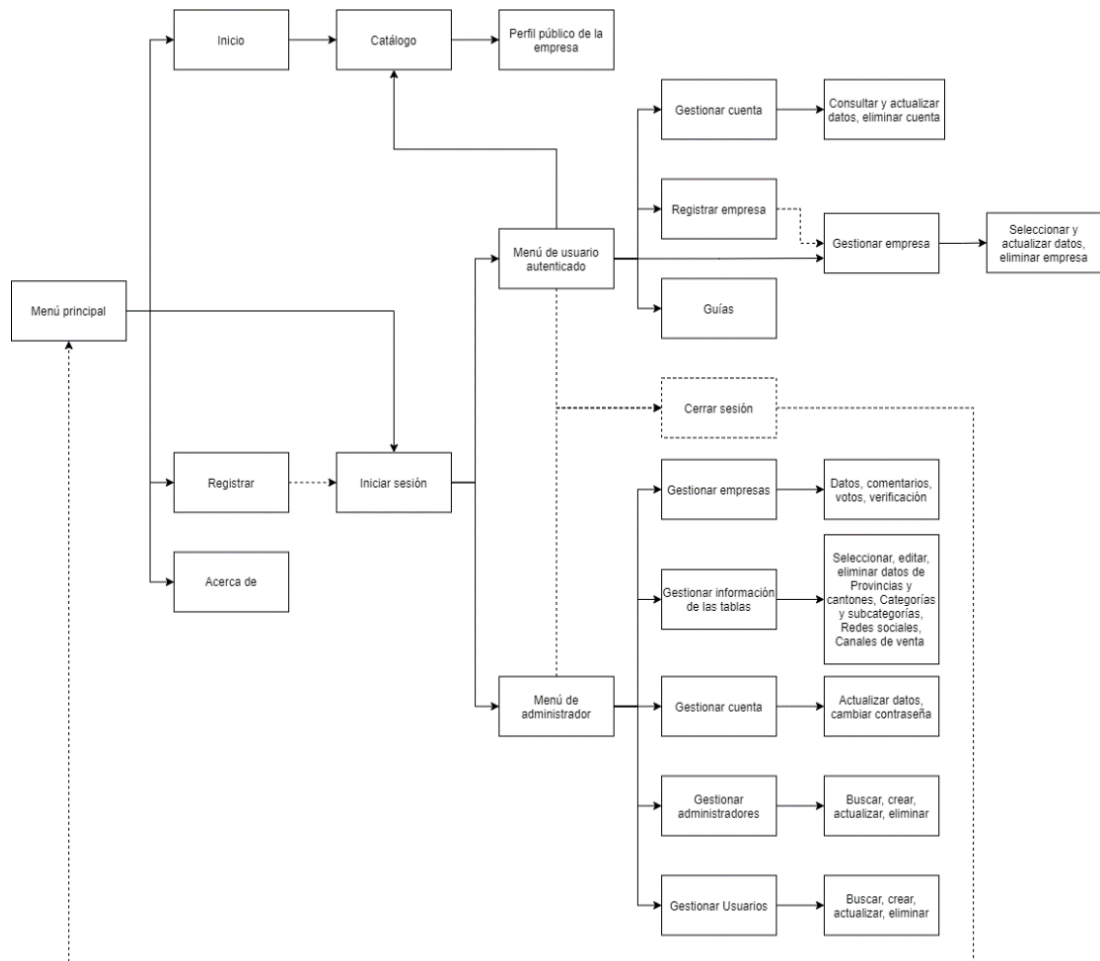 Inicio
Catálogo
Perfil público de la
empresa
Gestionar cuenta
Consultar y actualizar
datos, eliminar cuenta
Registrar empresa
Gestionar empresa
Seleccionar y
actualizar datos,
eliminar empresa
Menú de usuario
autenticado
Guías
Menú principal
Cerrar sesión
Registrar
Iniciar sesión
Gestionar empresas
Datos, comentarios,
votos, verificación
Acerca de
Gestionar información
de las tablas
Seleccionar, editar,
eliminar datos de
Provincias y
cantones, Categorías
y subcategorías,
Redes sociales,
Canales de venta
Menú de
administrador
Gestionar cuenta
Actualizar datos,
cambiar contraseña
Gestionar
administradores
Buscar, crear,
actualizar, eliminar
Gestionar Usuarios
Buscar, crear,
actualizar, eliminar